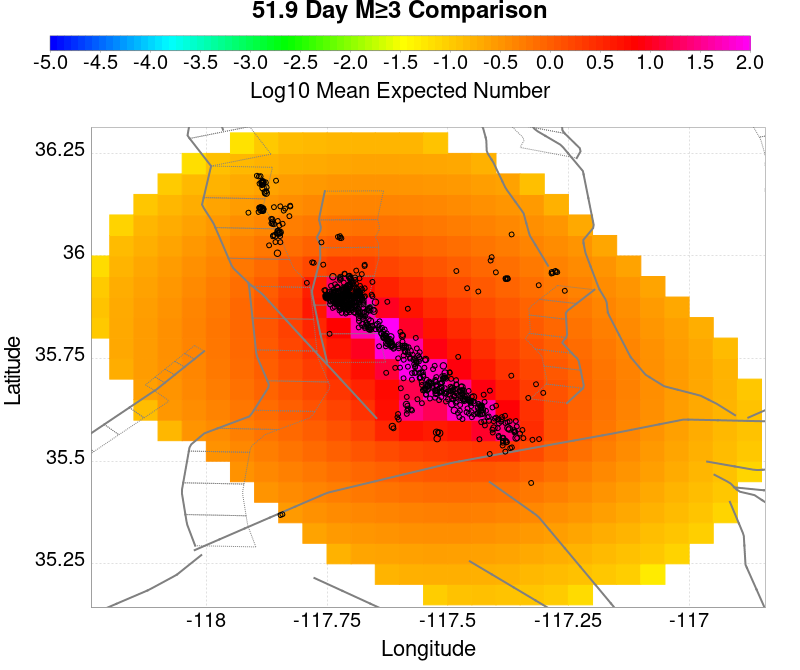 51.9 Day M≥3 Comparison
-5.0 -4.5 -4.0 -3.5 -3.0 -2.5 -2.0 -1.5 -1.0 -0.5 0.0 0.5 1.0 1.5 2.0
Log10 Mean Expected Number
36.25
36
35.75
35.5
35.25
Latitude
-118 -117.75 -117.5 -117.25 -117
Longitude